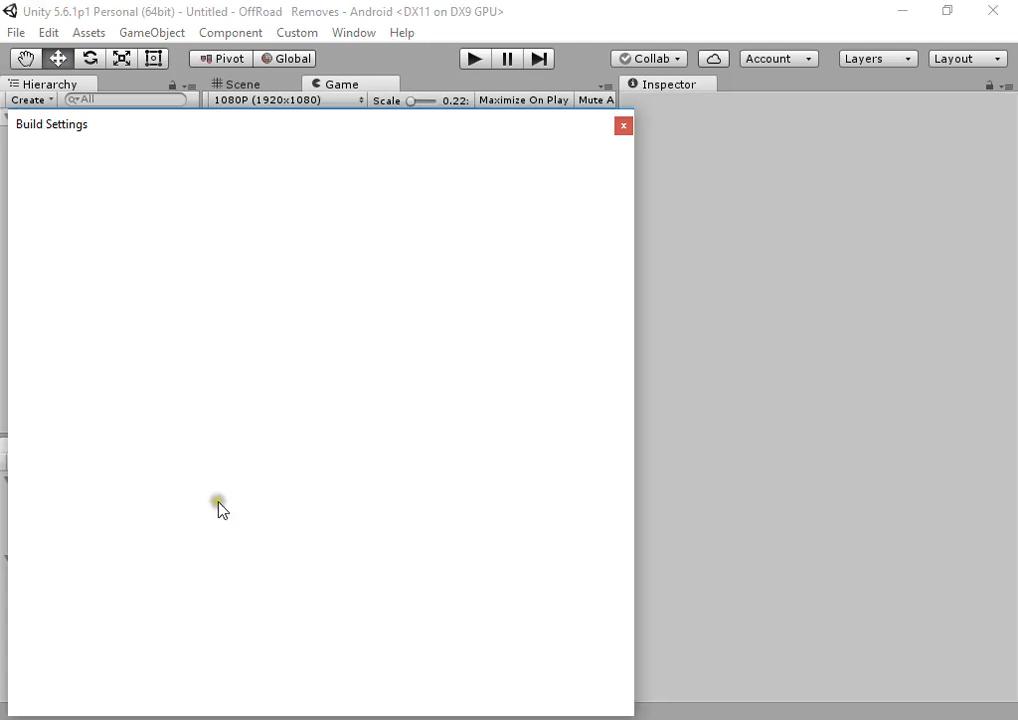 Unity 5.6.1p1 Personal (64bit) - Untitled - OffRoad Removes - Android <DX11 on DX9 GPU>
File Edit Assets GameObject Component Custom Window Help
Pivot Global Collab Account Layers Layout
Hierarchy Scene Game Inspector
Create All 1080P (1920x1080) Scale 0.22: Maximize On Play Mute A
Build Settings
x